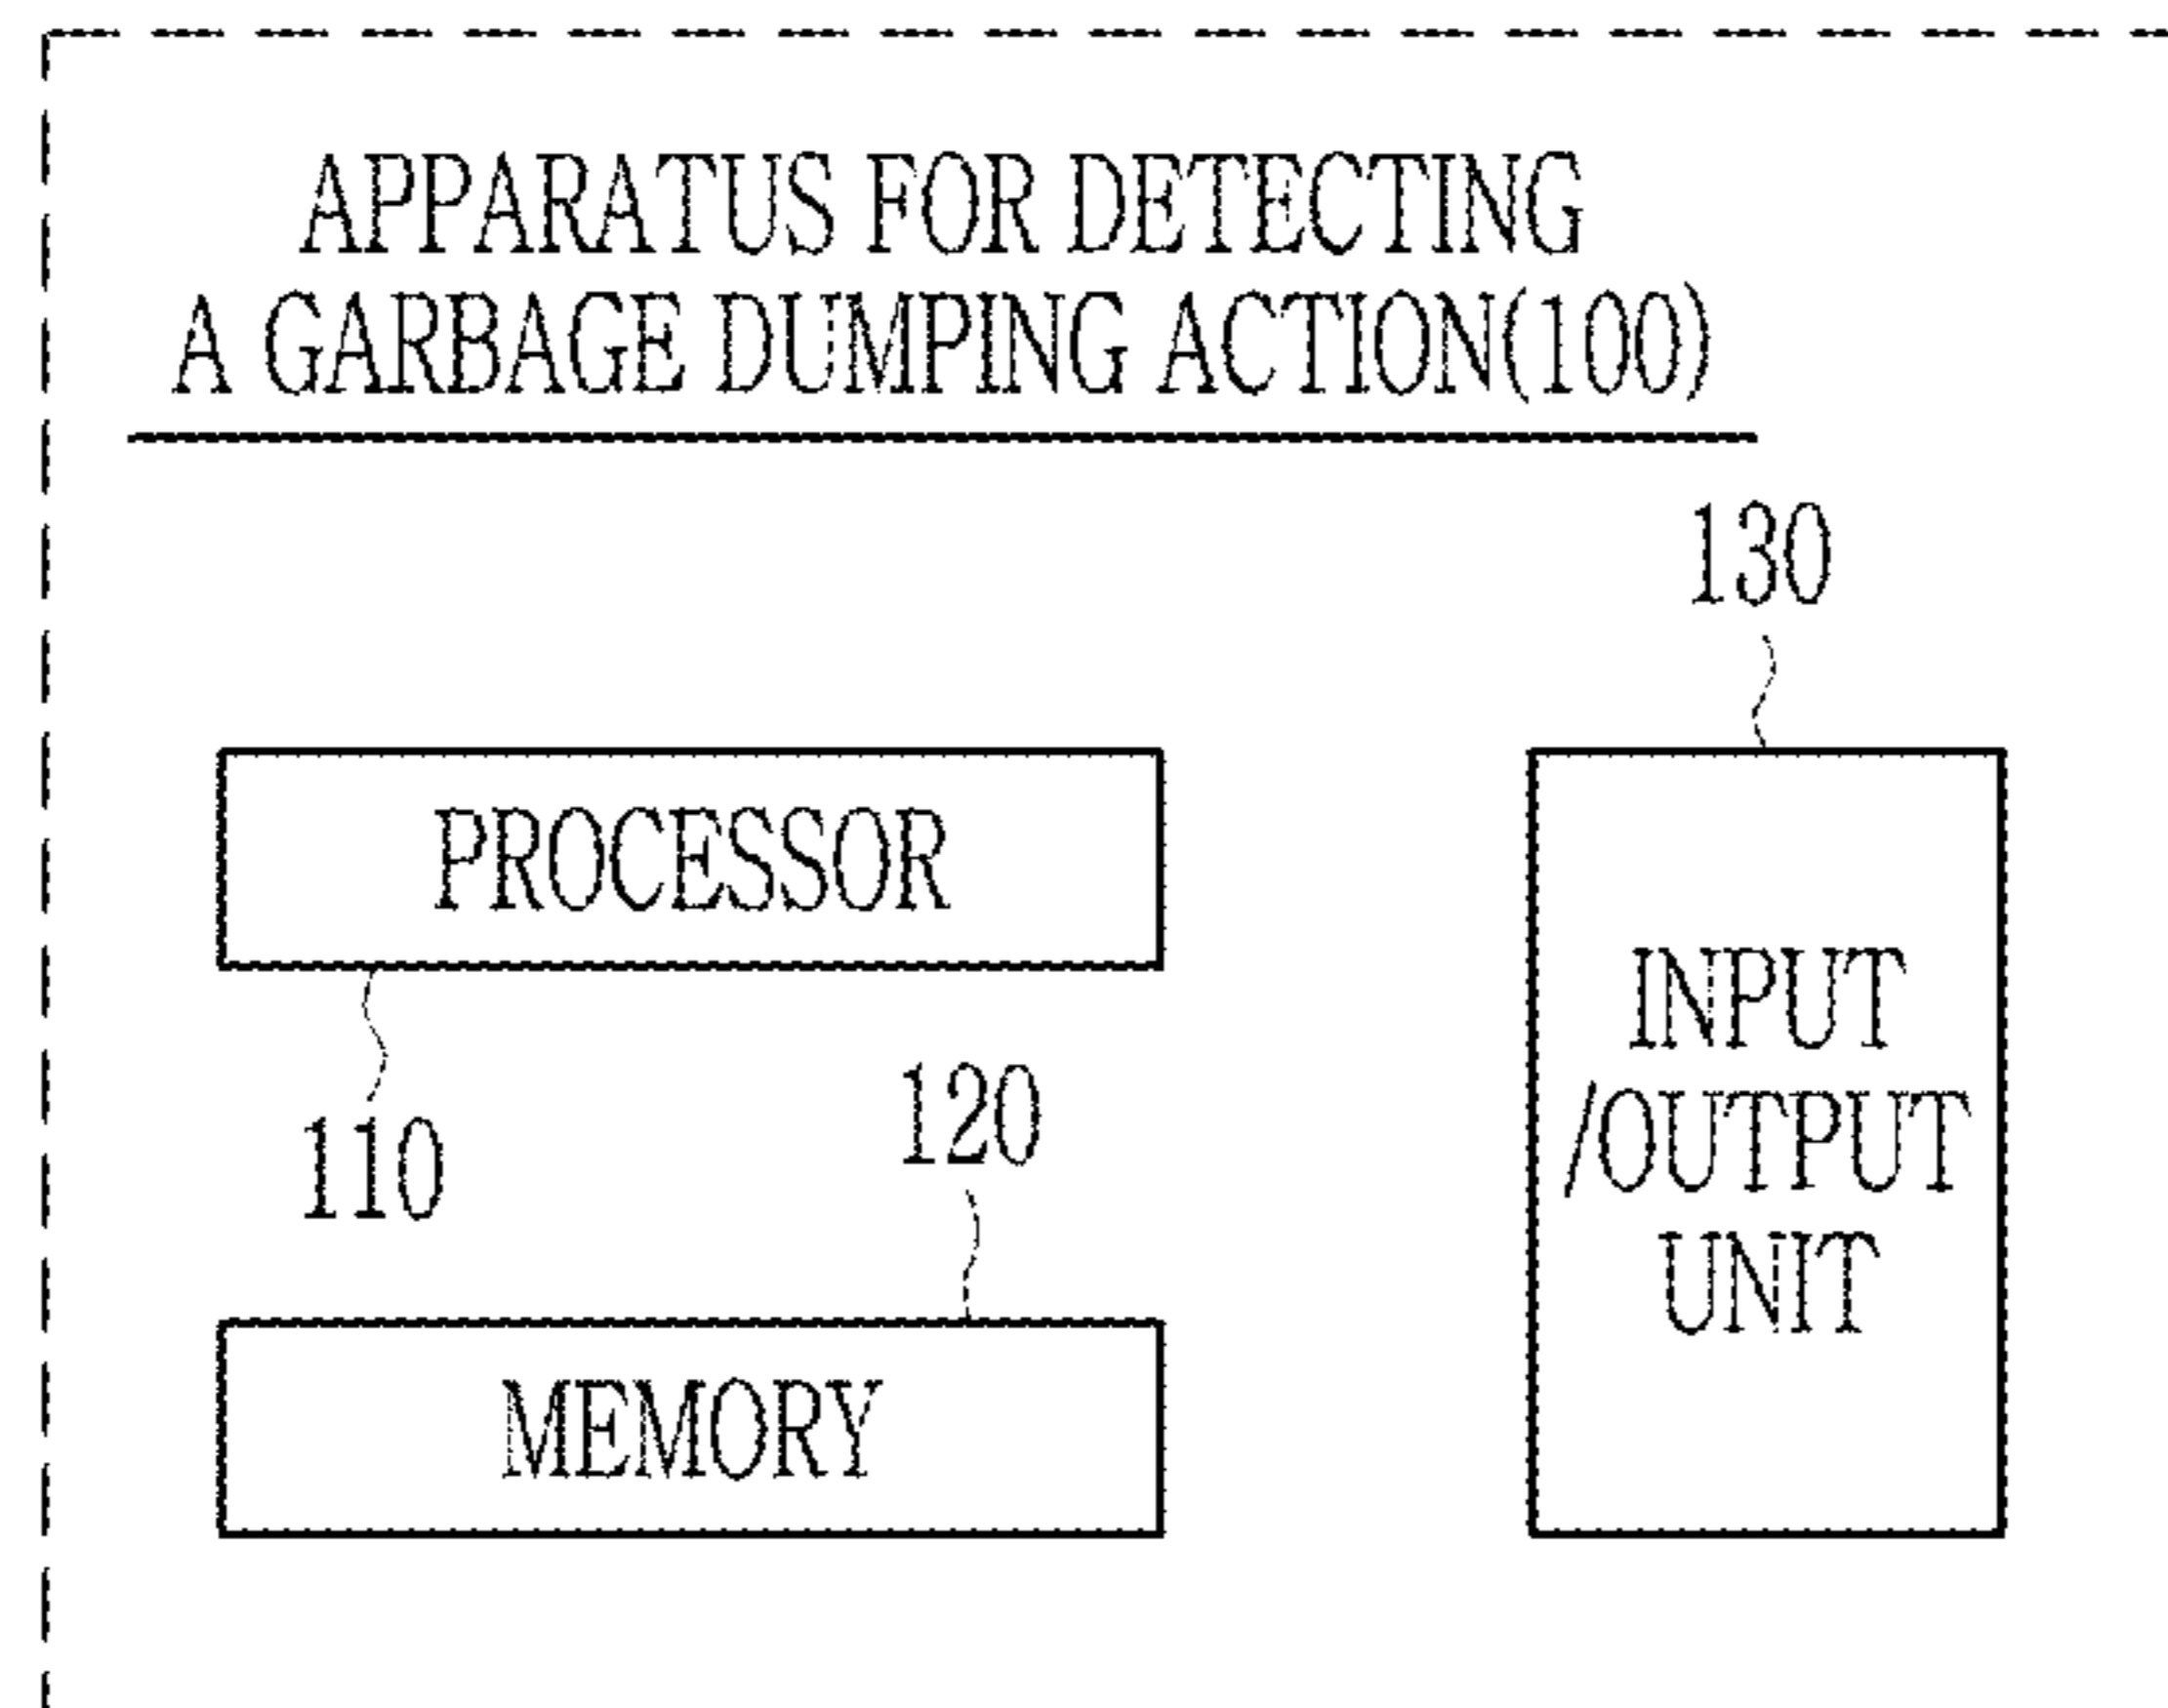 APPARATUS FOR DETECTING
A GARBAGE DUMPING ACTION(100)
130
PROCESSOR
110
120
INPUT
/OUTPUT
UNIT
MEMORY